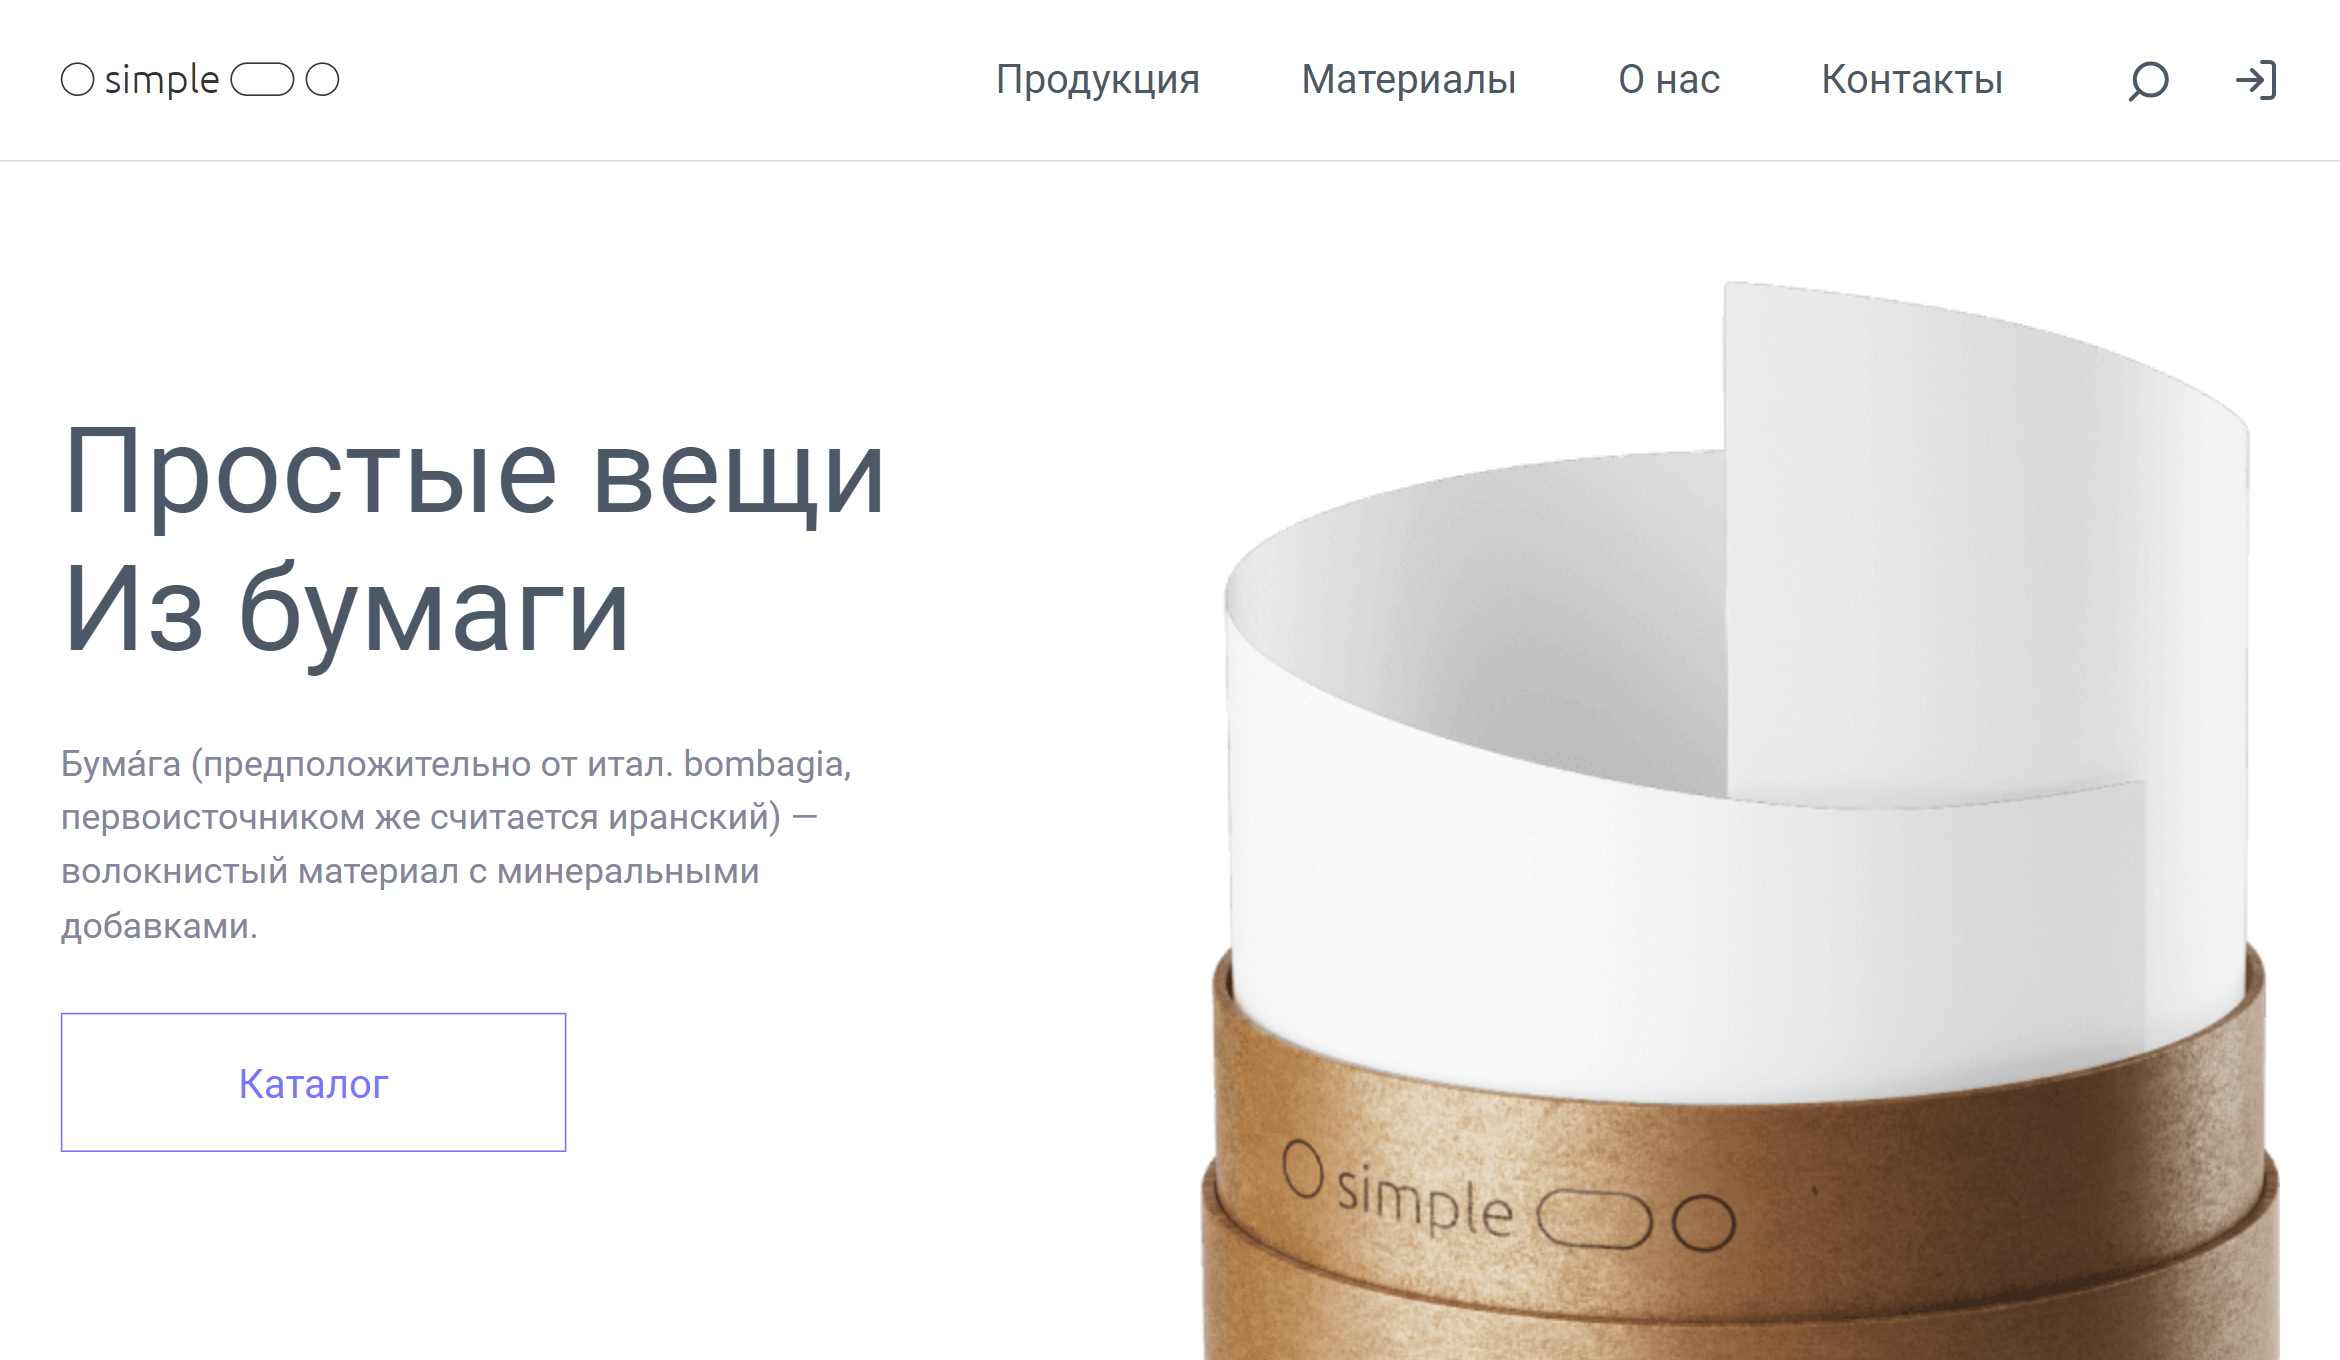 simple
Продукция Материалы О нас Контакты
Простые вещи
Из бумаги
Бума́га (предположительно от итал. bombagia,
первоисточником же считается иранский) —
волокнистый материал с минеральными
добавками.
Каталог
simple